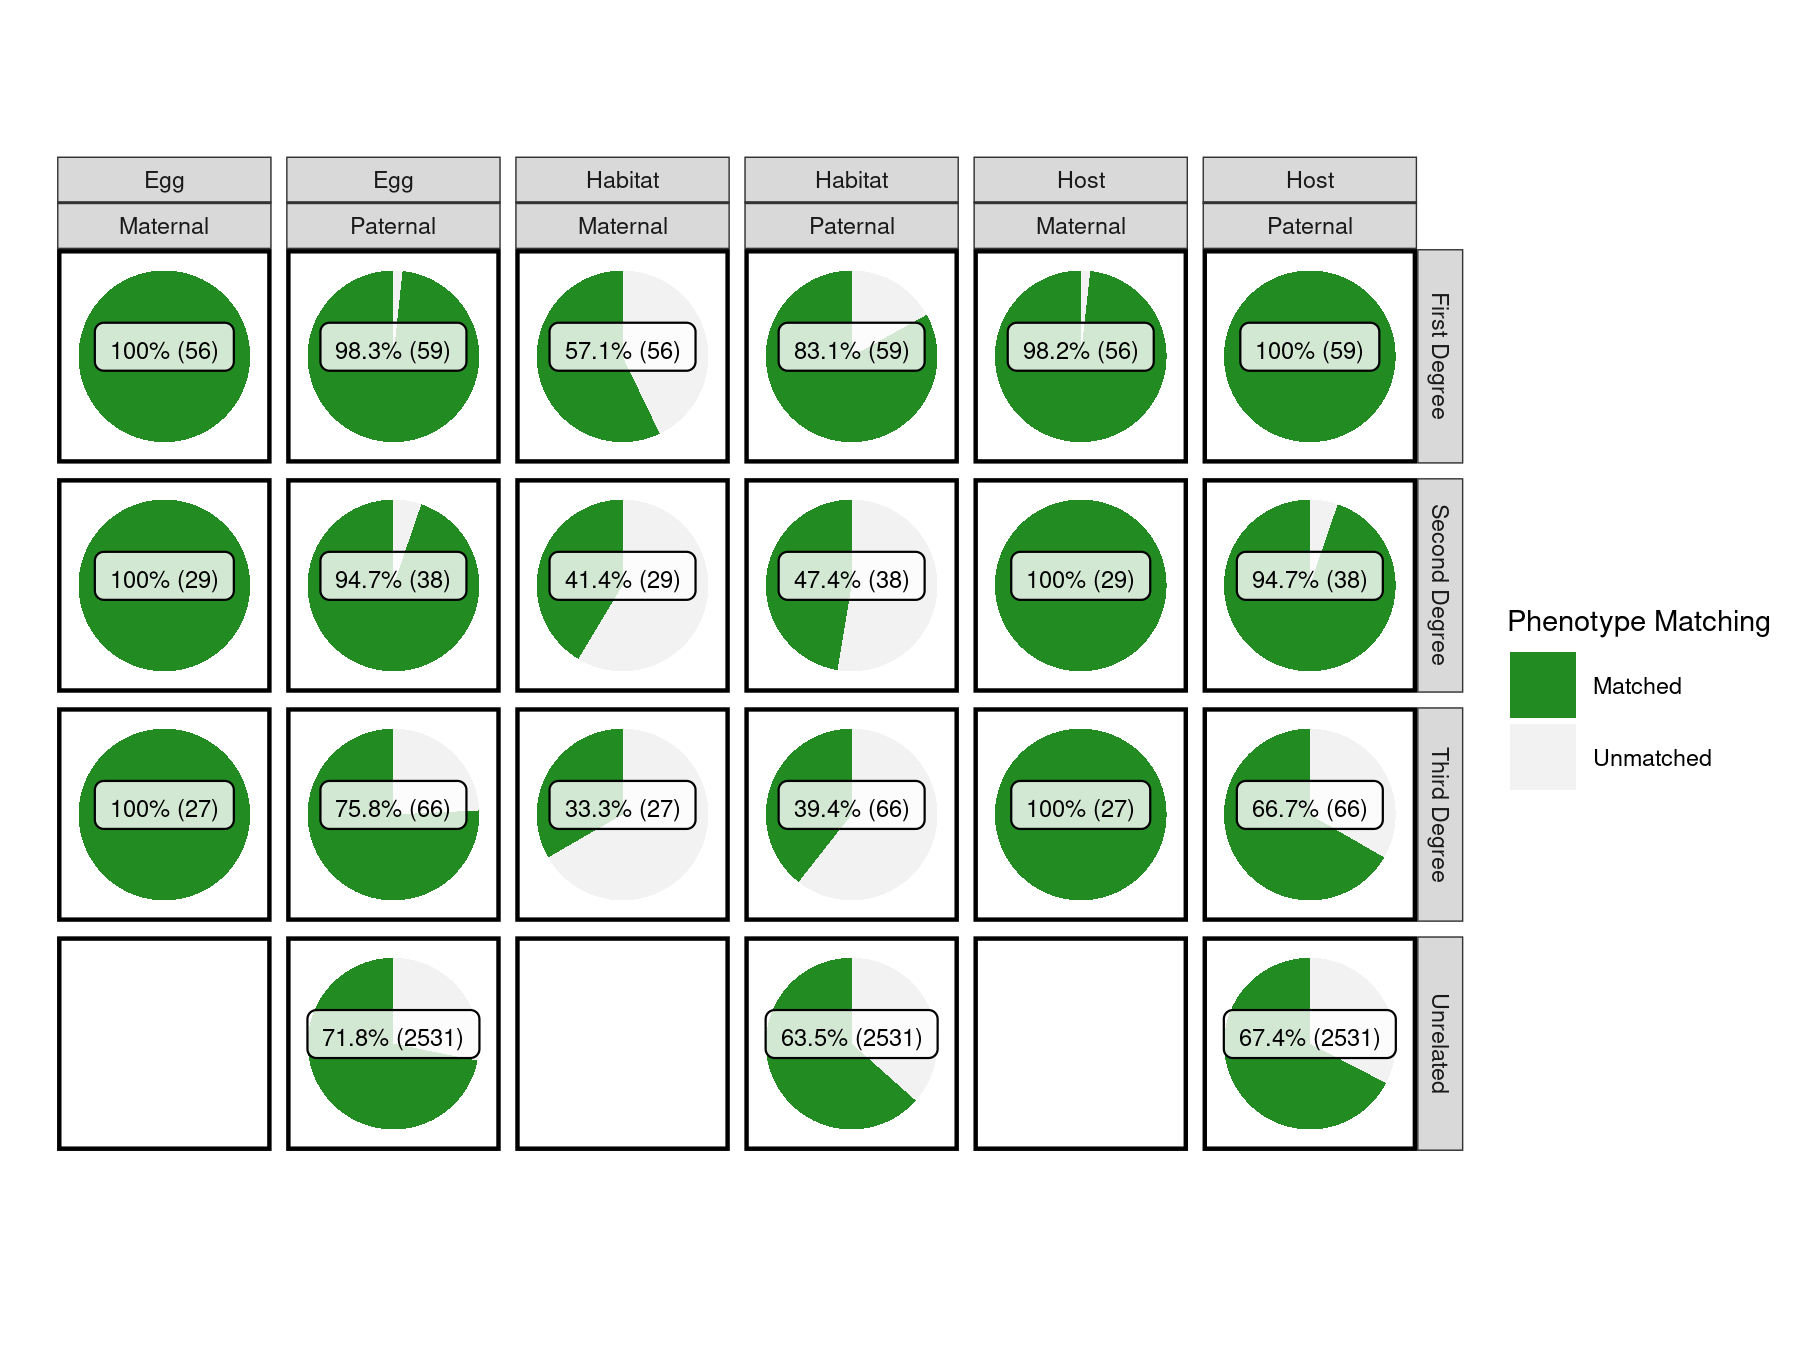 Egg
Egg
Habitat
Habitat
Host
Host
Maternal
Paternal
Maternal
Paternal
Maternal
Paternal
100% (56)
98.3% (59)
57.1% (56)
83.1% (59)
98.2% (56)
100% (59)
First Degree
100% (29)
94.7% (38)
41.4% (29)
47.4% (38)
100% (29)
94.7% (38)
Second Degree
100% (27)
75.8% (66)
33.3% (27)
39.4% (66)
100% (27)
66.7% (66)
Third Degree
71.8% (2531)
63.5% (2531)
67.4% (2531)
Unrelated
Phenotype Matching
Matched
Unmatched